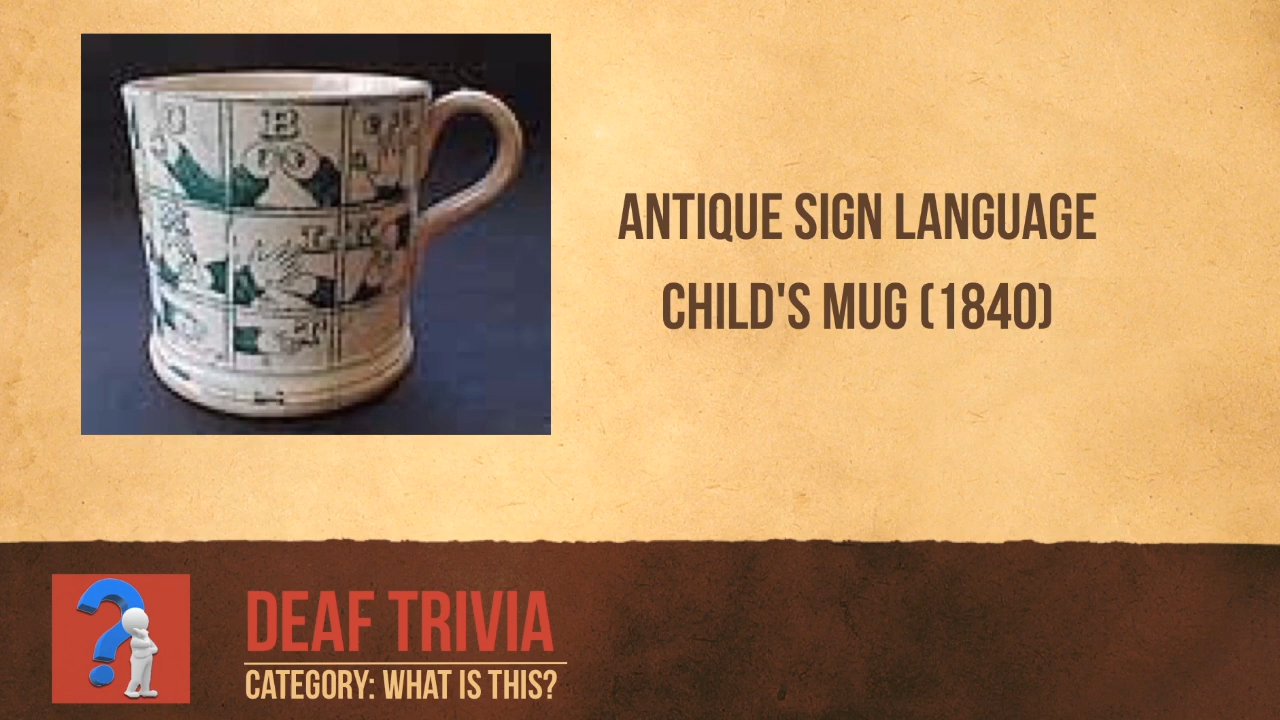 B
L K
ANTIQUE SIGN LANGUAGE
CHILD'S MUG (1840)
DEAF TRIVIA
CATEGORY: WHAT IS THIS?